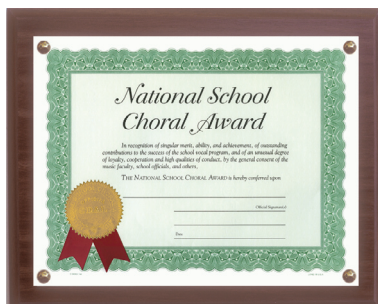 National School
Choral Award
In recognition of singular merit, ability, and achievement, of outstanding
contributions to the success of the school vocal program, and of an unusual degree
of loyalty, cooperation and high qualities of conduct, by the general consent of the
music faculty, school officials, and others,
THE NATIONAL SCHOOL CHORAL AWARD is hereby conferred upon
Official Signature(s)
Date